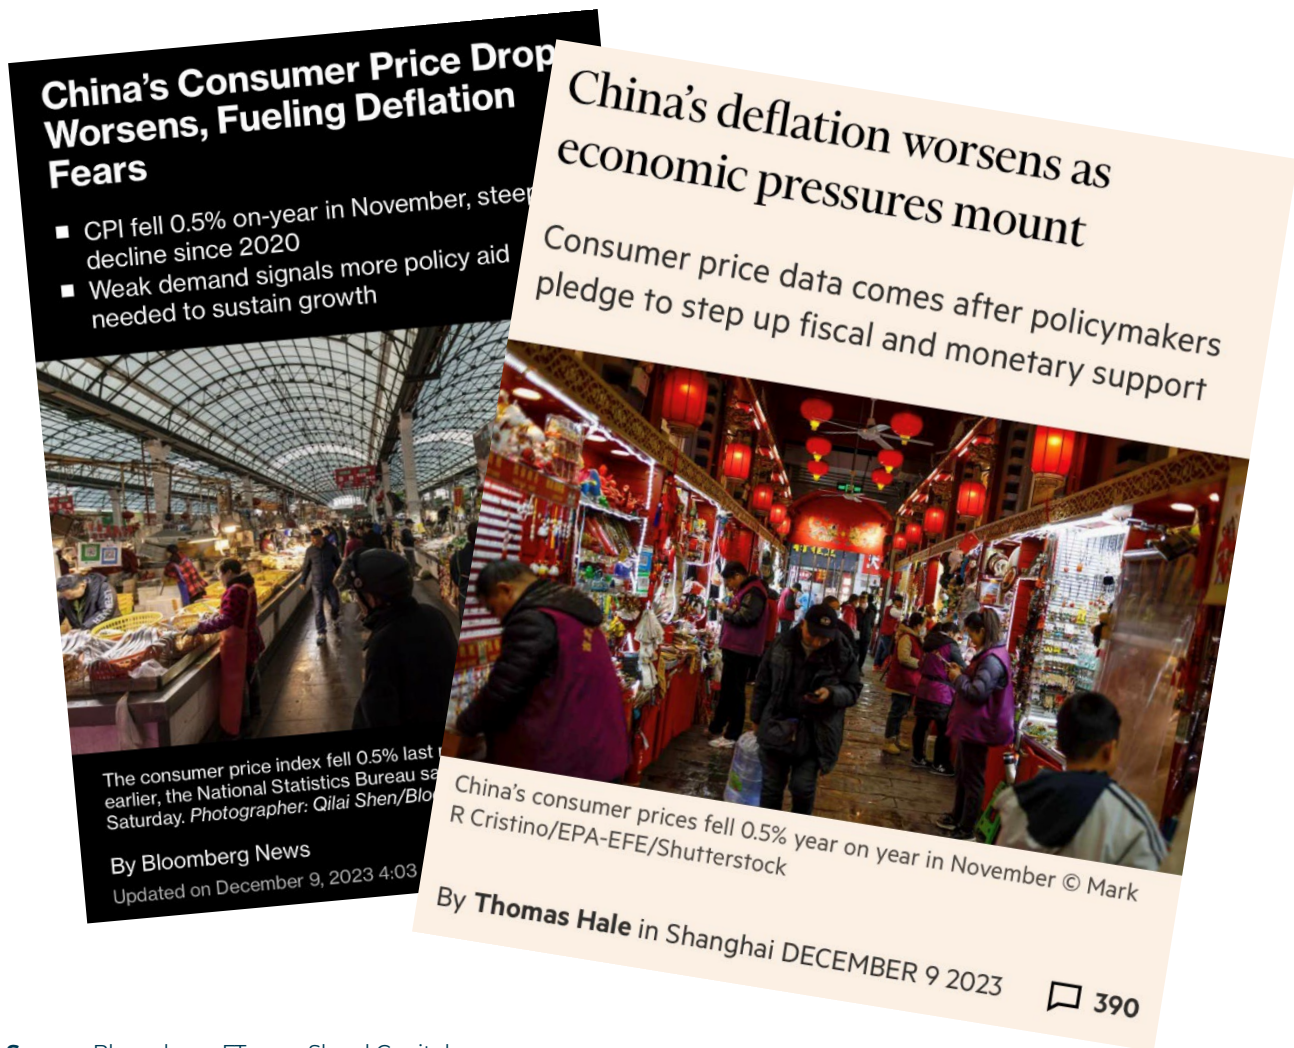 China's Consumer Price Drop
Worsens, Fueling Deflation
Fears
CPI fell 0.5% on-year in November,
decline since 2020
Weak demand signals more policy aid
needed to sustain growth
The consumer price index fell 0.5% last
earlier, the National Statistics Bureau
Saturday. Photographer: Qilai Shen/
By Bloomberg News
Updated on December 9, 2023 4:03
China's deflation worsens as
economic pressures mount
Consumer price data comes after policymakers
pledge to step up fiscal and monetary support
China's consumer prices fell 0.5% year on year in November © Mark
R Cristino/EPA-EFE/Shutterstock
By Thomas Hale in Shanghai DECEMBER 9 2023
390